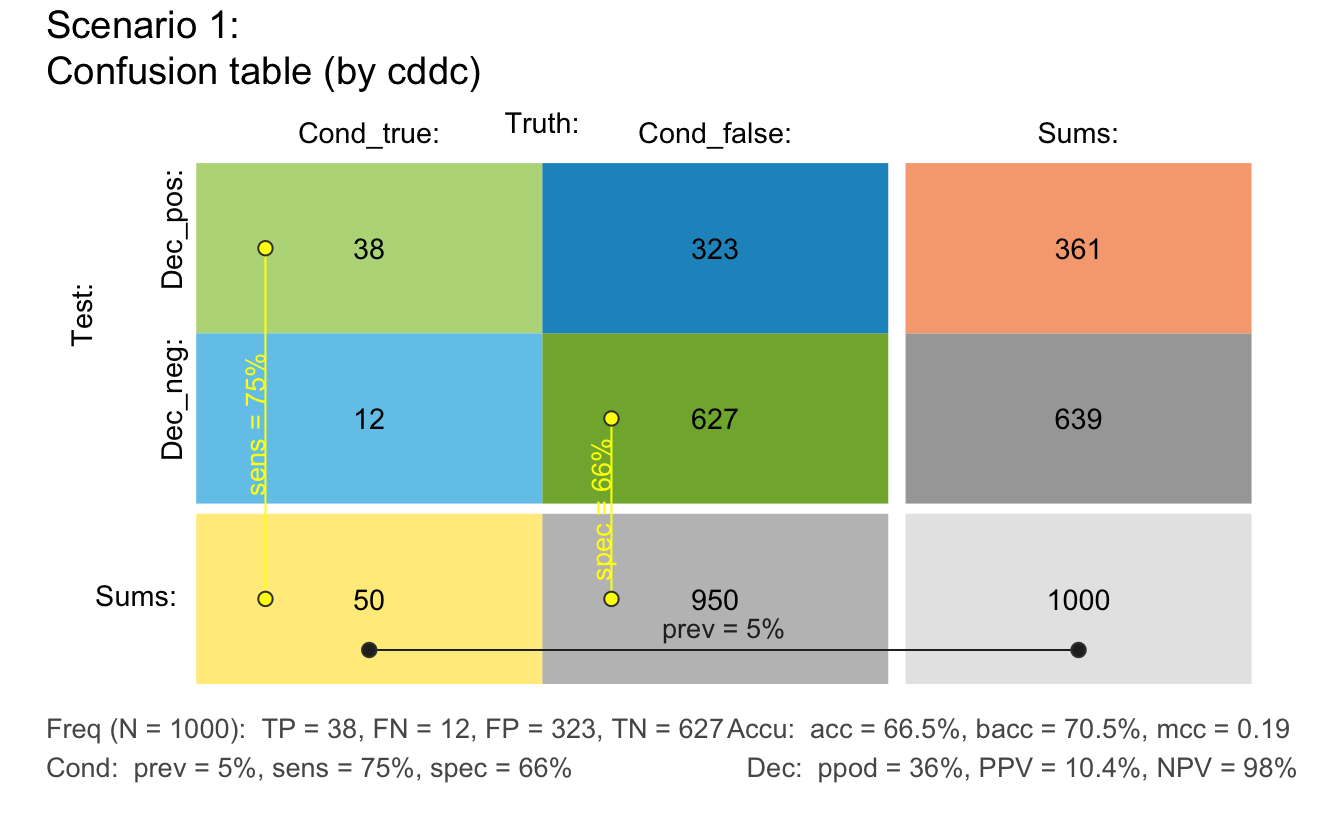 Scenario 1:
Confusion table (by cddc)
Truth:
Cond_true:
Cond_false:
Sums:
Test:
Dec_pos:
38
323
361
Dec_neg:
12
627
639
sens = 75%
spec = 66%
Sums:
50
950
1000
prev = 5%
Freq (N = 1000):  TP = 38, FN = 12, FP = 323, TN = 627
Accu:  acc = 66.5%, bacc = 70.5%, mcc = 0.19
Cond:  prev = 5%, sens = 75%, spec = 66%
Dec:  ppod = 36%, PPV = 10.4%, NPV = 98%